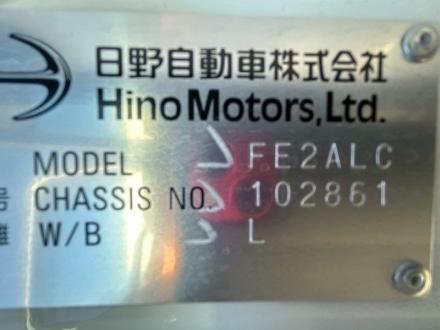 日野自動車株式会社
Hino Motors, Ltd.
MODEL FE2ALC
号 CHASSIS NO. 102861
W/B L